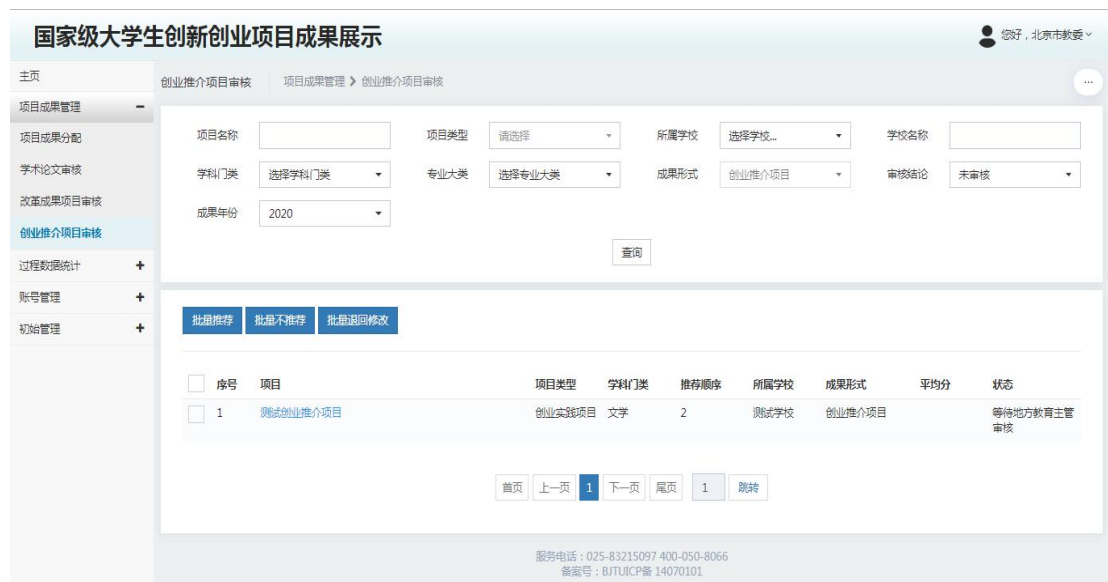 国家级大学生创新创业项目成果展示
您好，北京市教委
主页
项目成果管理
项目成果分配
学术论文审核
改革成果项目审核
创业推介项目审核
过程数据统计
账号管理
初始管理
创业推介项目审核 项目成果管理 > 创业推介项目审核
...
项目名称 项目类型 请选择 所属学校 选择学校... 学校名称
学科门类 选择学科门类 专业大类 选择专业大类 成果形式 创业推介项目 审核结论 未审核
成果年份 2020
查询
批量推荐 批量不推荐 批量退回修改
序号 项目 项目类型 学科门类 推荐顺序 所属学校 成果形式 平均分 状态
1 测试创业推介项目 创业实践项目 文学 2 测试学校 创业推介项目 等待地方教育主管
审核
首页 上一页 1 下一页 尾页 1 跳转
服务电话：025-83215097 400-050-8066
备案号：BJTUICP备 14070101